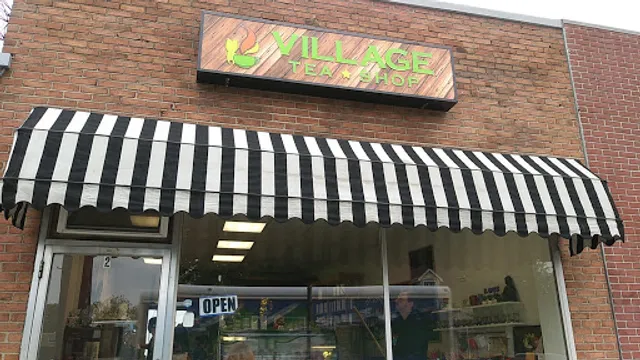 VILLAGE
TEA ★ SHOP
2
OPEN